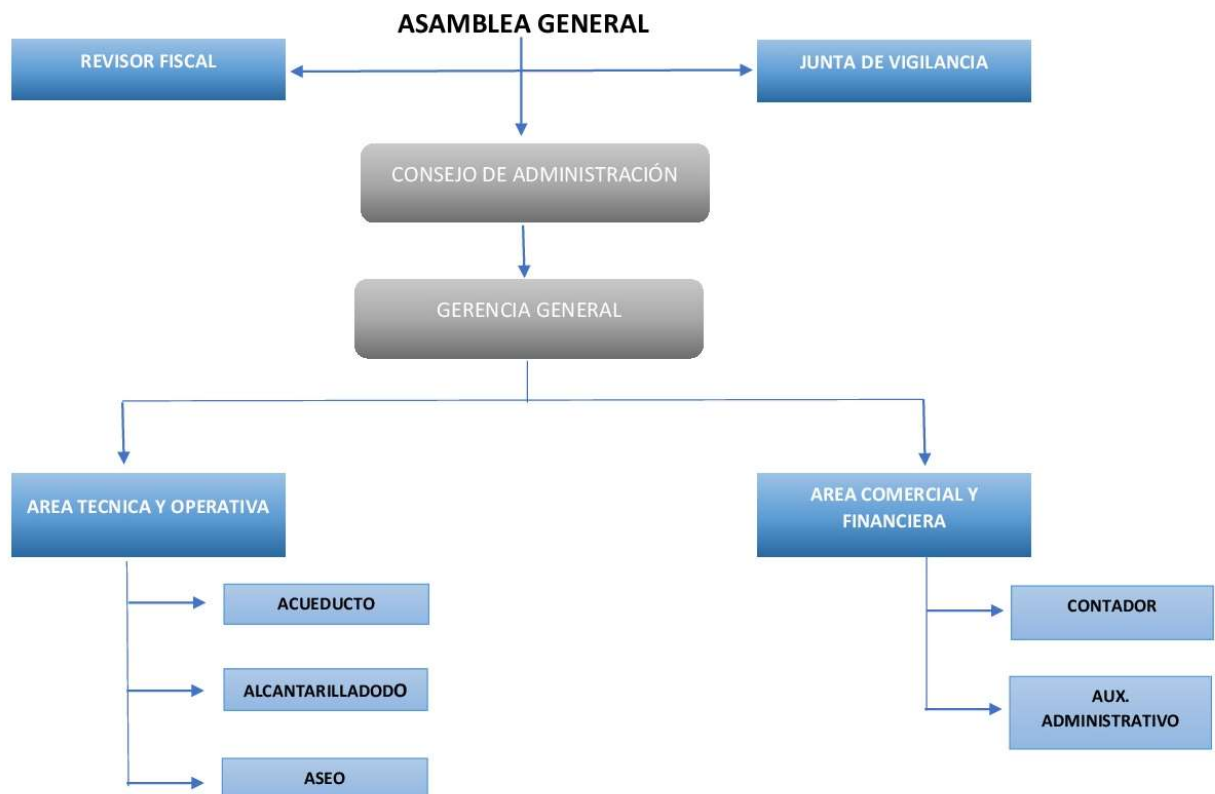 ASAMBLEA GENERAL
REVISOR FISCAL
JUNTA DE VIGILANCIA
CONSEJO DE ADMINISTRACIÓN
GERENCIA GENERAL
AREA TECNICA Y OPERATIVA
AREA COMERCIAL Y
FINANCIERA
ACUEDUCTO
CONTADOR
ALCANTARILLADODO
AUX.
ADMINISTRATIVO
ASEO